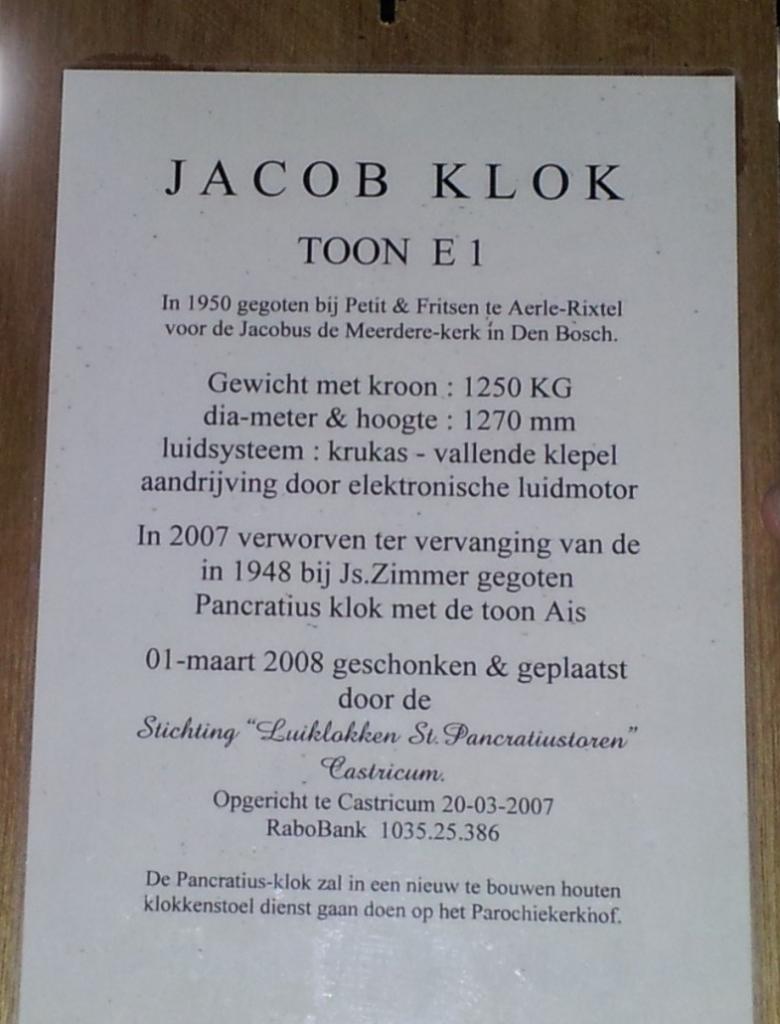 JACOB KLOK
TOON E 1
In 1950 gegoten bij Petit & Fritsen te Aerle-Rixtel
voor de Jacobus de Meerdere-kerk in Den Bosch.
Gewicht met kroon : 1250 KG
dia-meter & hoogte : 1270 mm
luidsysteem : krukas - vallende klepel
aandrijving door elektronische luidmotor
In 2007 verworven ter vervanging van de
in 1948 bij Js.Zimmer gegoten
Pancratius klok met de toon Ais
01-maart 2008 geschonken & geplaatst
door de
Stichting "Luiklokken St. Pancratiustoren"
Castricum.
Opgericht te Castricum 20-03-2007
RaboBank 1035.25.386
De Pancratius-klok zal in een nieuw te bouwen houten
klokkenstoel dienst gaan doen op het Parochiekerkhof.